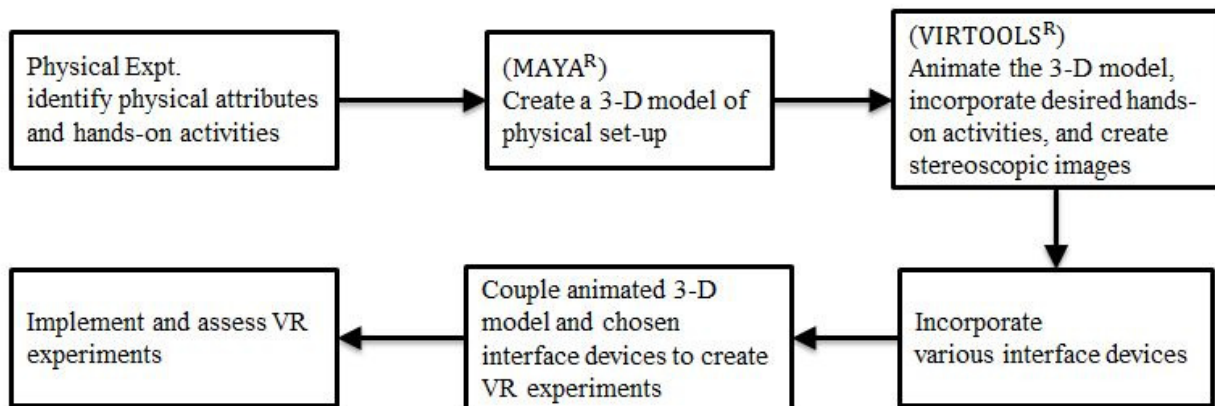 Physical Expt.
identify physical attributes
and hands-on activities
(MAYA^R)
Create a 3-D model of
physical set-up
(VIRTOOLS^R)
Animate the 3-D model,
incorporate desired hands-
on activities, and create
stereoscopic images
Incorporate
various interface devices
Couple animated 3-D
model and chosen
interface devices to create
VR experiments
Implement and assess VR
experiments